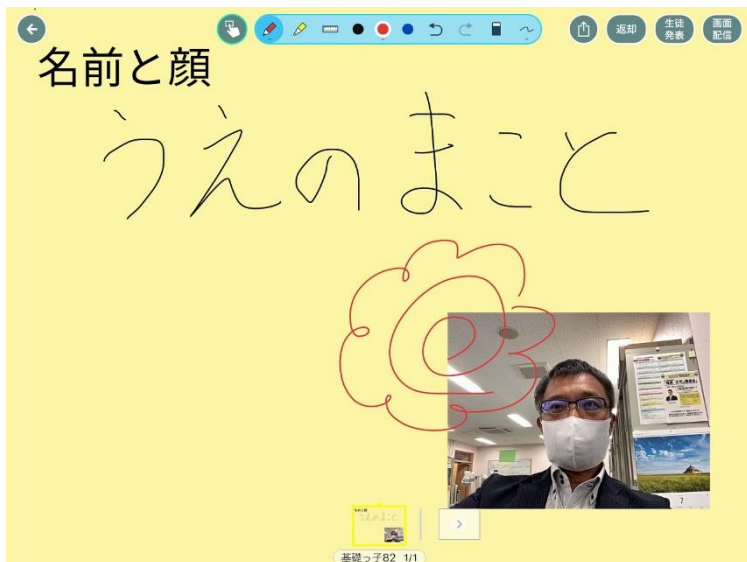 返却
生徒
発表
画面
配信
名前と顔
うえの まこと
7
基礎っ子82 1/1